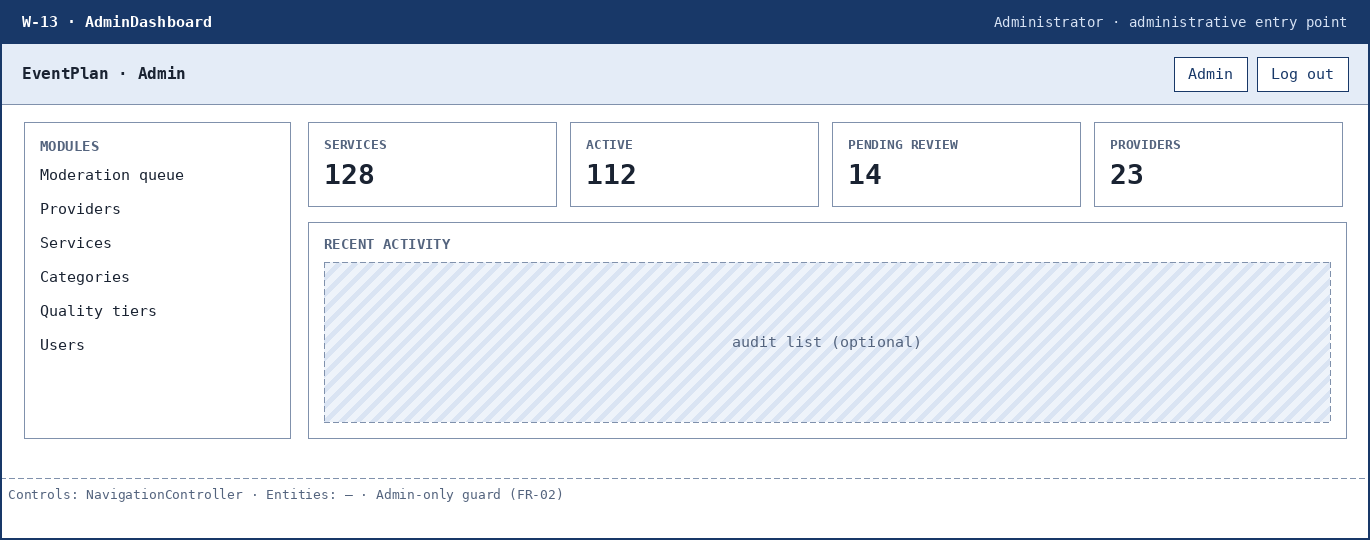 W-13 · AdminDashboard
Administrator · administrative entry point
EventPlan · Admin
Admin
Log out
MODULES
Moderation queue
Providers
Services
Categories
Quality tiers
Users
SERVICES
128
ACTIVE
112
PENDING REVIEW
14
PROVIDERS
23
RECENT ACTIVITY
audit list (optional)
Controls: NavigationController · Entities: — · Admin-only guard (FR-02)